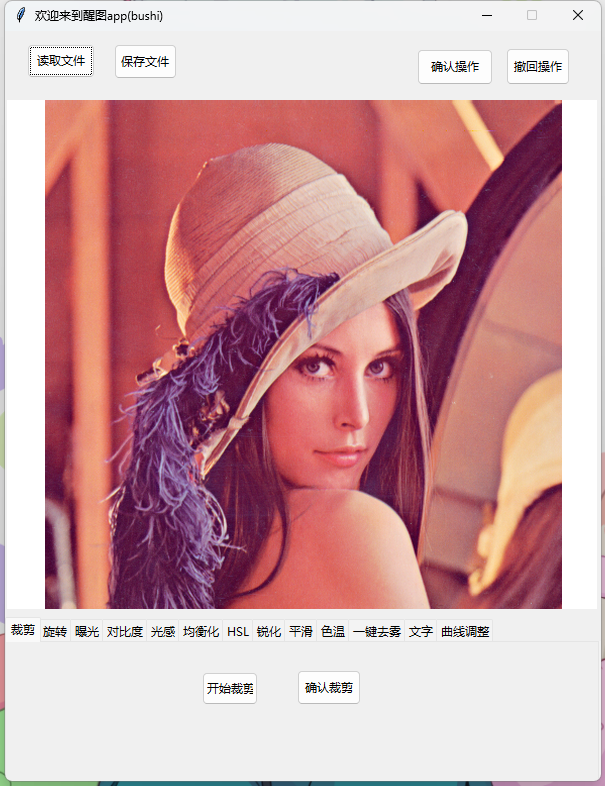 欢迎来到醒图app(bushi)
读取文件 保存文件 确认操作 撤回操作
裁剪 旋转 曝光 对比度 光感 均衡化 HSL 锐化 平滑 色温 一键去雾 文字 曲线调整
开始裁剪 确认裁剪